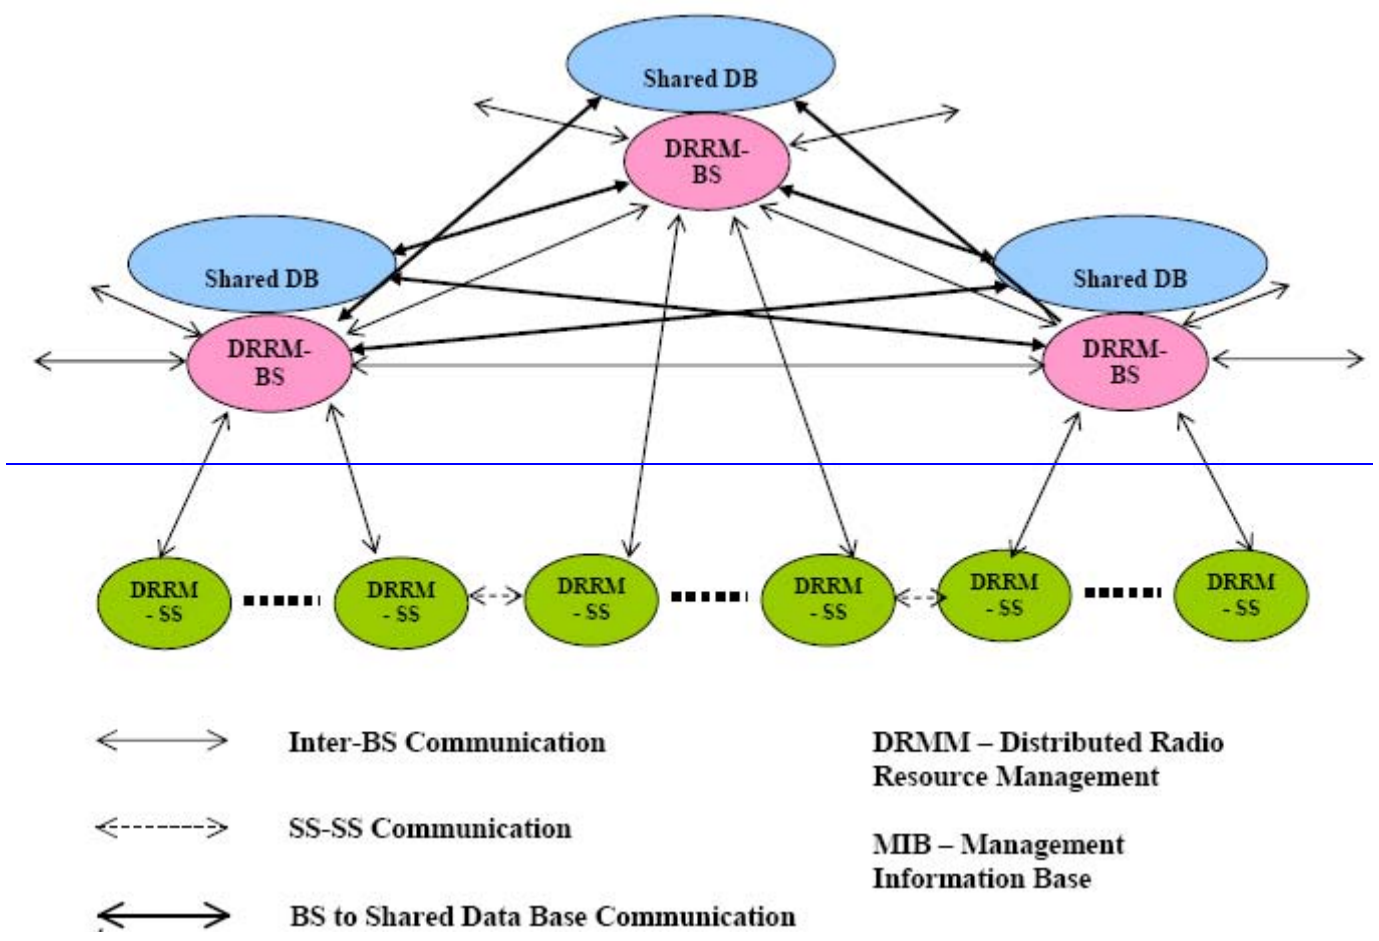 Shared DB
DRRM-
BS
Shared DB
Shared DB
DRRM-
BS
DRRM-
BS
DRRM
- SS
DRRM
- SS
DRRM
- SS
DRRM
- SS
DRRM
- SS
DRRM
- SS
Inter-BS Communication
SS-SS Communication
BS to Shared Data Base Communication
DRMM – Distributed Radio
Resource Management
MIB – Management
Information Base